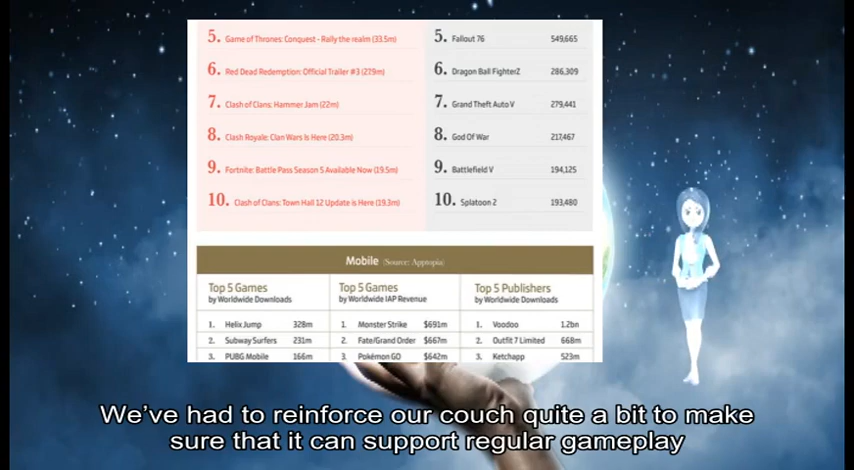 5. Game of Thrones: Conquest - Rally the realm (33.5m)
6. Red Dead Redemption: Official Trailer #3 (27.9m)
7. Clash of Clans: Hammer Jam (22m)
8. Clash Royale: Clan Wars Is Here (20.3m)
9. Fortnite: Battle Pass Season 5 Available Now (19.5m)
10. Clash of Clans: Town Hall 12 Update is Here (19.3m)
5. Fallout 76 549,665
6. Dragon Ball FighterZ 286,309
7. Grand Theft Auto V 279,441
8. God Of War 217,467
9. Battlefield V 194,125
10. Splatoon 2 193,480
Mobile (Source: Apptopia)
Top 5 Games
by Worldwide Downloads
1. Helix Jump 328m
2. Subway Surfers 231m
3. PUBG Mobile 166m
Top 5 Games
by Worldwide IAP Revenue
1. Monster Strike $691m
2. Fate/Grand Order $667m
3. Pokémon GO $642m
Top 5 Publishers
by Worldwide Downloads
1. Voodoo 1.2bn
2. Outfit 7 Limited 668m
3. Ketchapp 523m
We've had to reinforce our couch quite a bit to make
sure that it can support regular gameplay